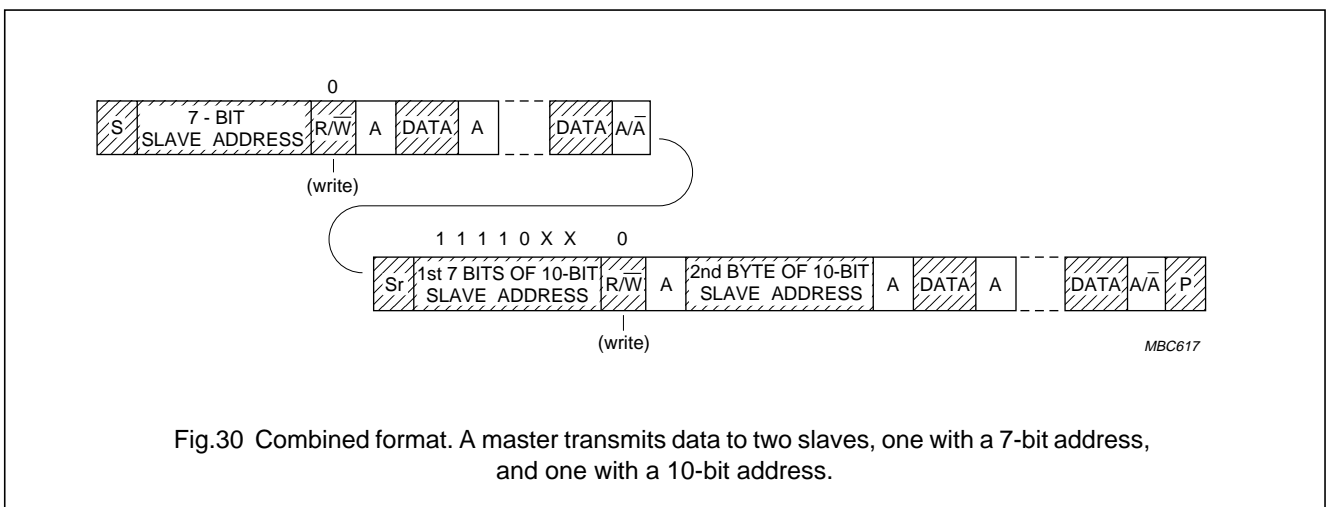 0
S 7 - BIT SLAVE ADDRESS R/W̅ A DATA A DATA A/A̅
(write)
1 1 1 1 0 X X 0
Sr 1st 7 BITS OF 10-BIT SLAVE ADDRESS R/W̅ A 2nd BYTE OF 10-BIT SLAVE ADDRESS A DATA A DATA A/A̅ P
(write)
MBC617
Fig.30 Combined format. A master transmits data to two slaves, one with a 7-bit address,
and one with a 10-bit address.